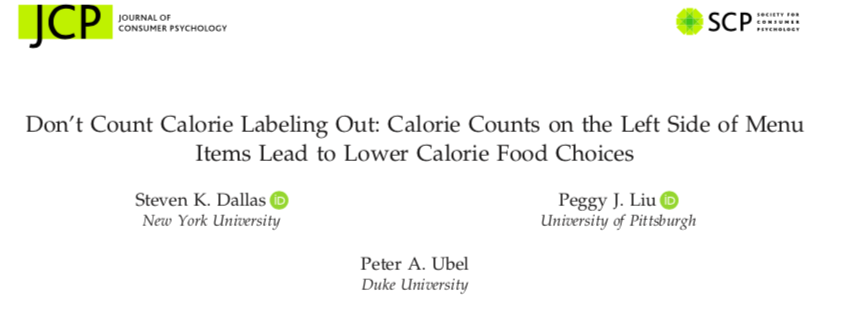 JCP
JOURNAL OF
CONSUMER PSYCHOLOGY
SCP
SOCIETY FOR
CONSUMER
PSYCHOLOGY
Don't Count Calorie Labeling Out: Calorie Counts on the Left Side of Menu
Items Lead to Lower Calorie Food Choices
Steven K. Dallas iD
New York University
Peggy J. Liu iD
University of Pittsburgh
Peter A. Ubel
Duke University